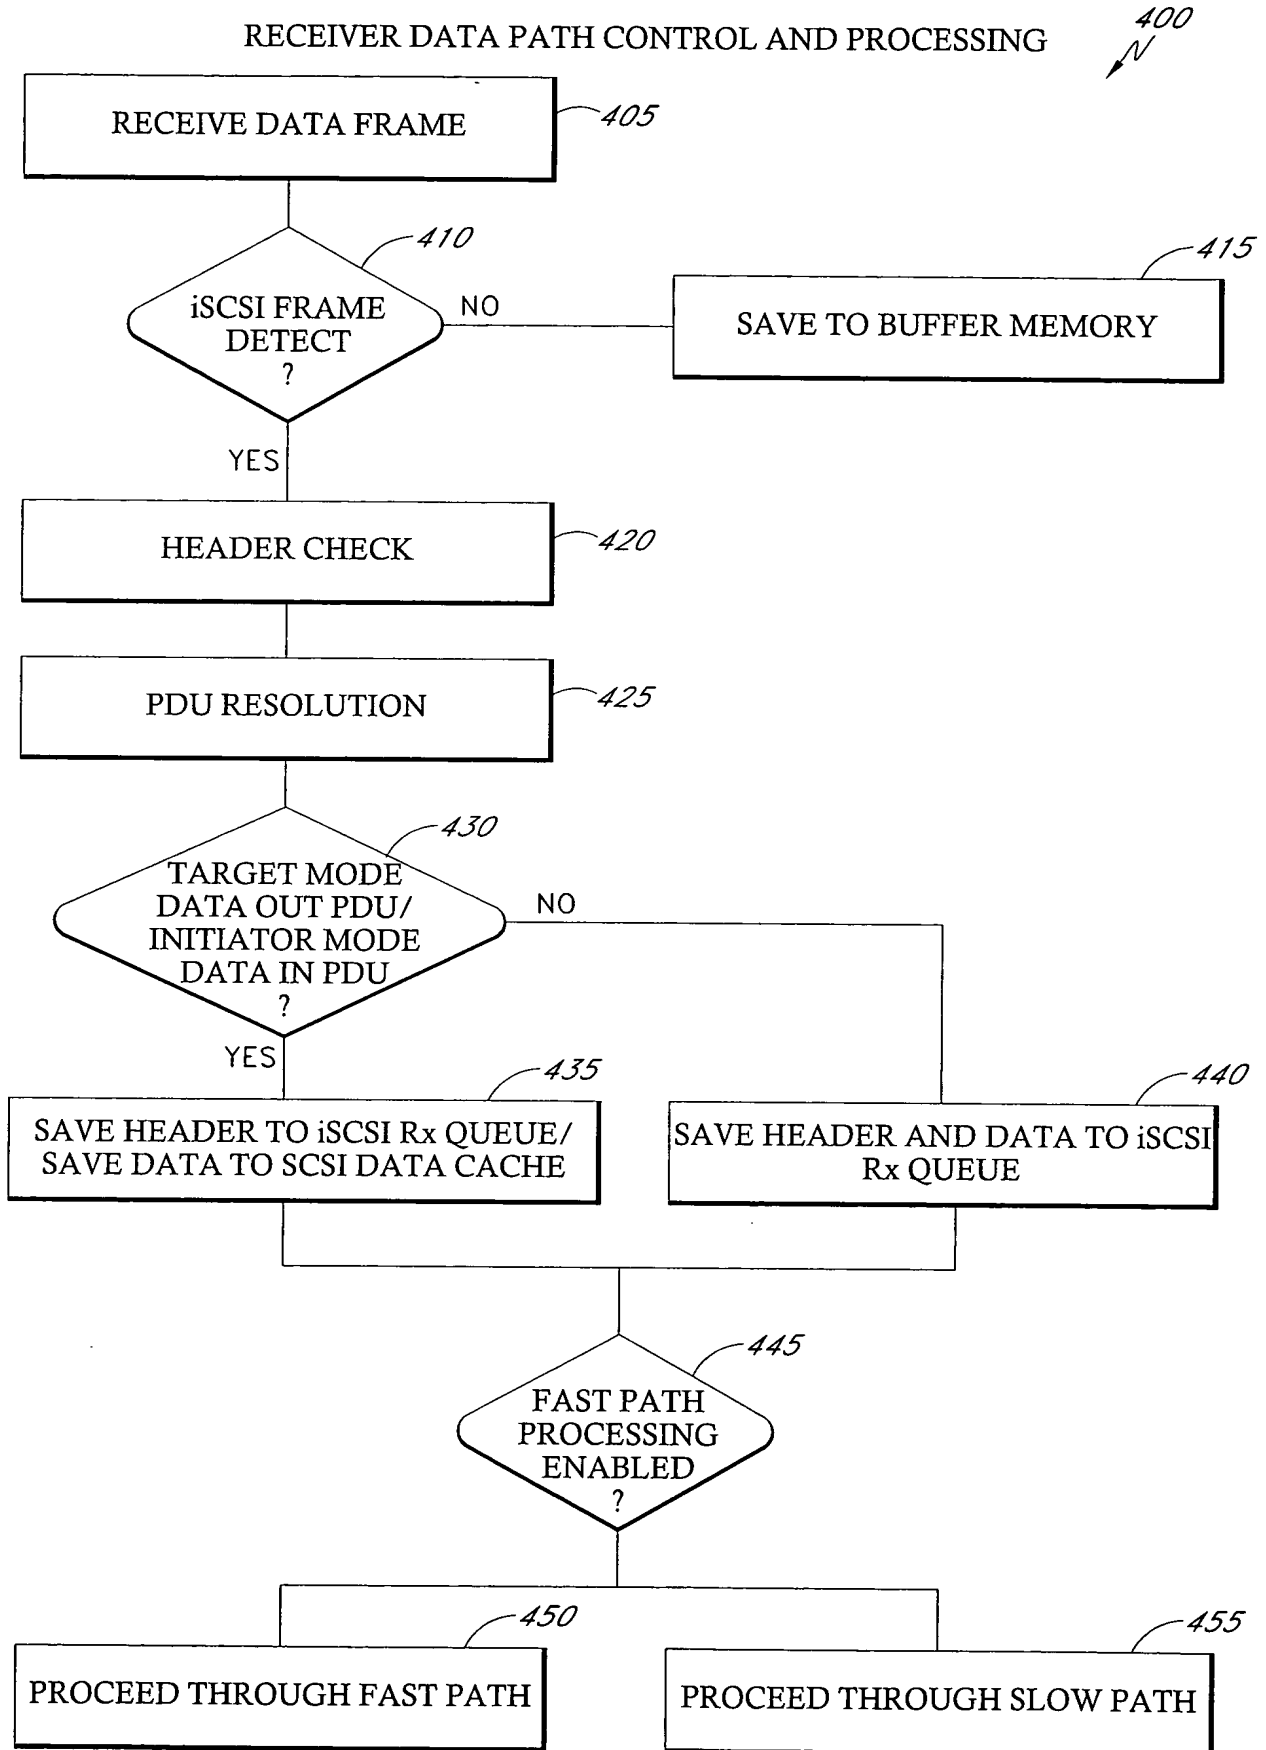 400
RECEIVER DATA PATH CONTROL AND PROCESSING
RECEIVE DATA FRAME
405
410
iSCSI FRAME
DETECT
?
NO
415
SAVE TO BUFFER MEMORY
YES
HEADER CHECK
420
PDU RESOLUTION
425
430
TARGET MODE
DATA OUT PDU/
INITIATOR MODE
DATA IN PDU
?
NO
YES
435
SAVE HEADER TO iSCSI Rx QUEUE/
SAVE DATA TO SCSI DATA CACHE
440
SAVE HEADER AND DATA TO iSCSI
Rx QUEUE
445
FAST PATH
PROCESSING
ENABLED
?
450
PROCEED THROUGH FAST PATH
455
PROCEED THROUGH SLOW PATH